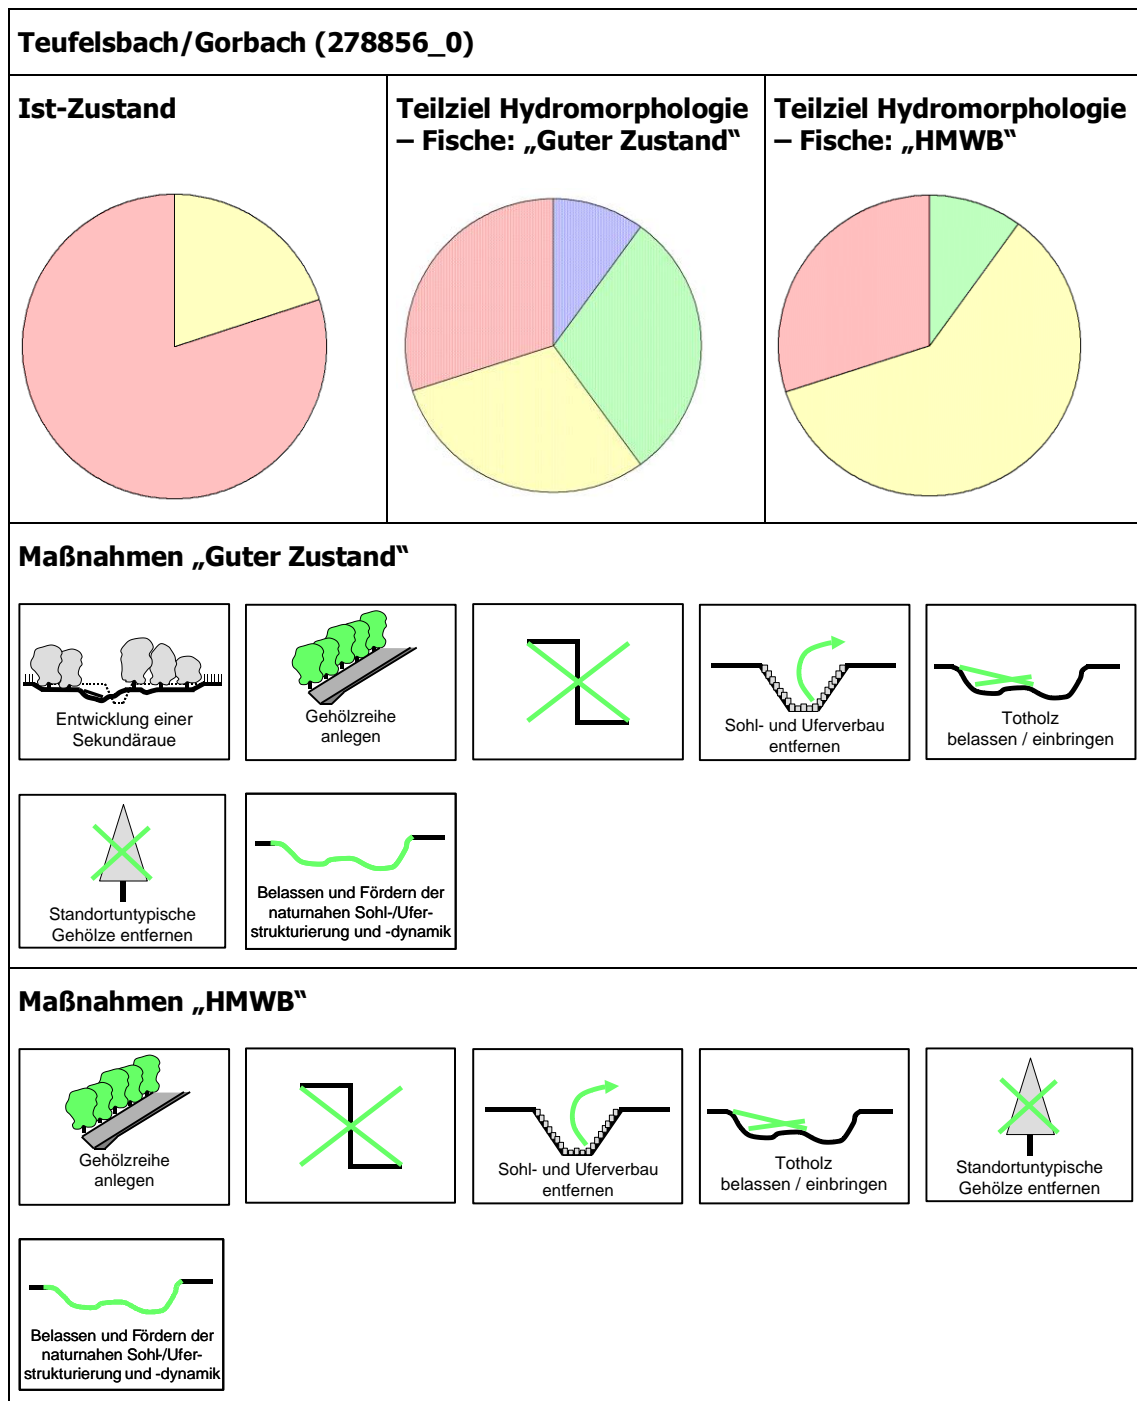 Teufelsbach/Gorbach (278856_0)
Ist-Zustand
Teilziel Hydromorphologie
– Fische: „Guter Zustand“
Teilziel Hydromorphologie
– Fische: „HMWB“
Maßnahmen „Guter Zustand“
Entwicklung einer
Sekundäraue
Gehölzreihe
anlegen
Sohl- und Uferverbau
entfernen
Totholz
belassen / einbringen
Standortuntypische
Gehölze entfernen
Belassen und Fördern der
naturnahen Sohl-/Ufer-
strukturierung und -dynamik
Maßnahmen „HMWB“
Gehölzreihe
anlegen
Sohl- und Uferverbau
entfernen
Totholz
belassen / einbringen
Standortuntypische
Gehölze entfernen
Belassen und Fördern der
naturnahen Sohl-/Ufer-
strukturierung und -dynamik